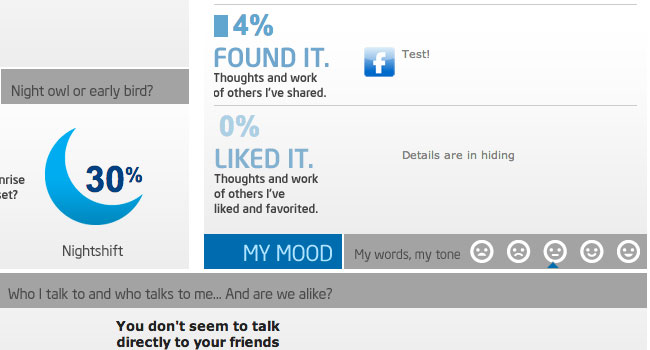 4%
FOUND IT.
Thoughts and work
of others I've shared.
f
Test!
Night owl or early bird?
0%
LIKED IT.
Thoughts and work
of others I've
liked and favorited.
Details are in hiding
nrise
set?
30%
Nightshift
MY MOOD
My words, my tone
Who I talk to and who talks to me... And are we alike?
You don't seem to talk
directly to your friends